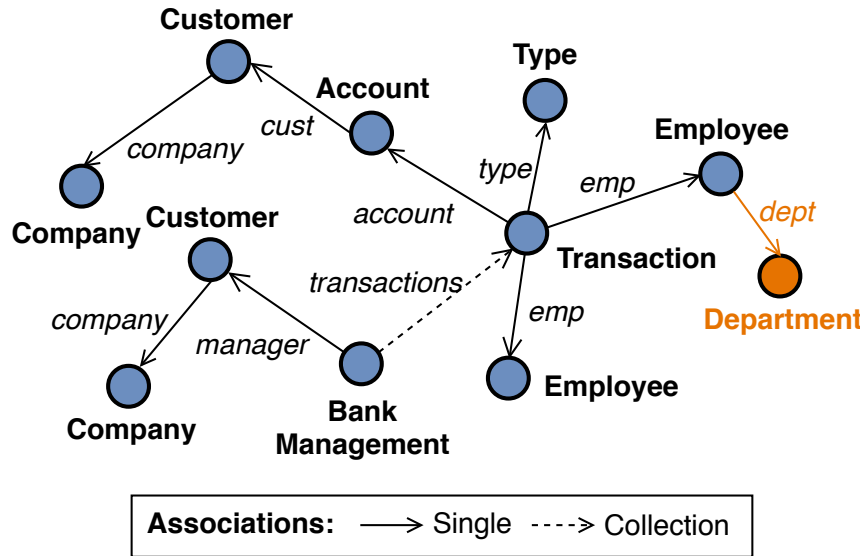 Customer
Type
Account
Employee
cust
company
type
emp
dept
account
Company
Customer
Transaction
transactions
Department
company
emp
manager
Employee
Company
Bank
Management
Associations: Single Collection